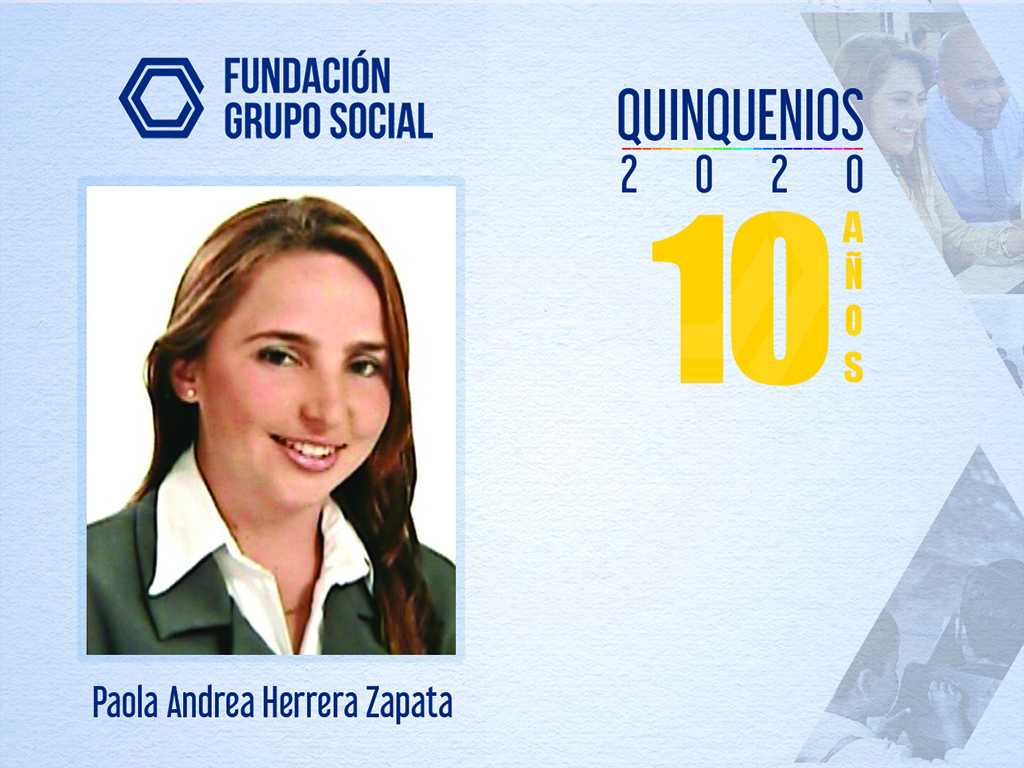 FUNDACIÓN
GRUPO SOCIAL
QUINQUENIOS
2020
10 AÑOS
Paola Andrea Herrera Zapata